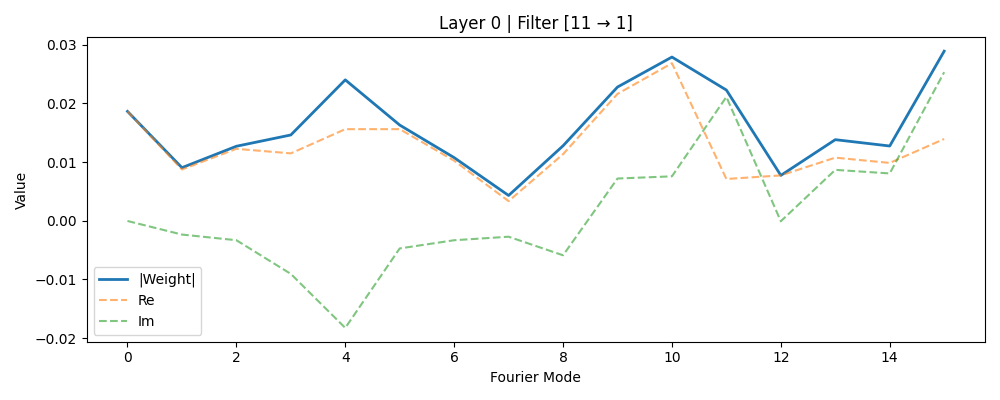 Layer 0 | Filter [11 → 1]
0.03
0.02
0.01
0.00
−0.01
−0.02
Value
|Weight|
Re
Im
0 2 4 6 8 10 12 14
Fourier Mode